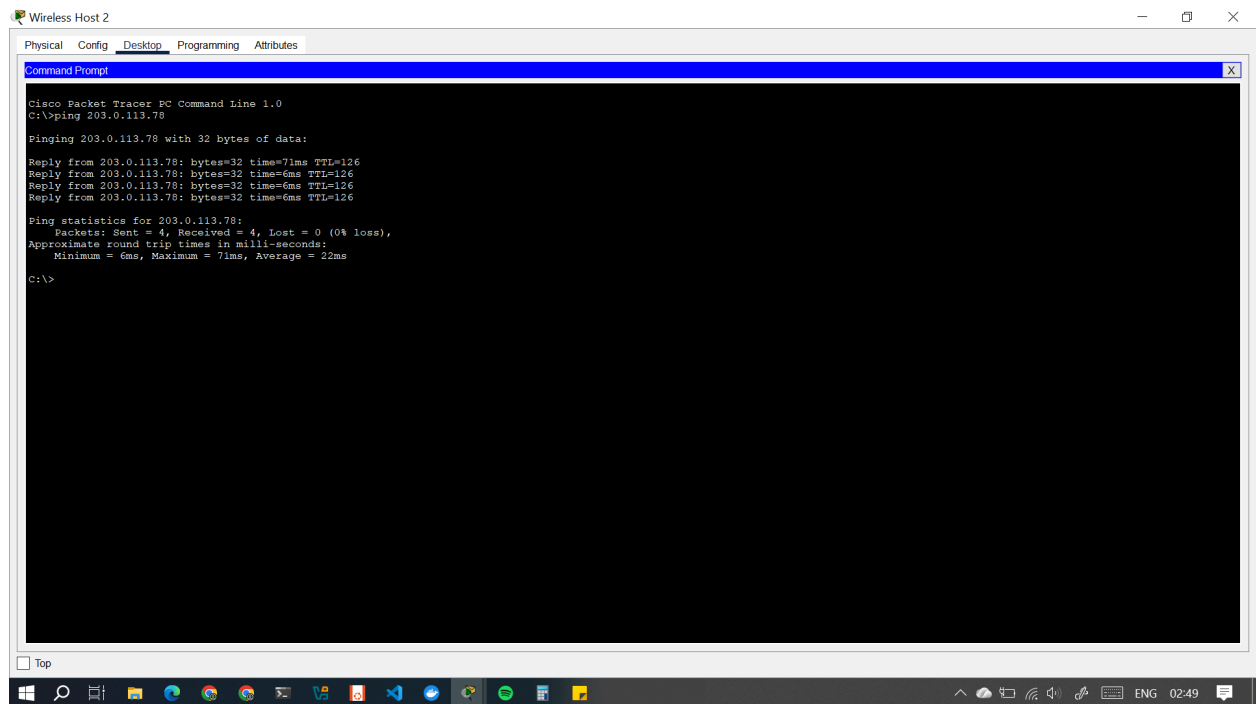 Wireless Host 2
Physical Config Desktop Programming Attributes
Command Prompt
X
Cisco Packet Tracer PC Command Line 1.0
C:\>ping 203.0.113.78
Pinging 203.0.113.78 with 32 bytes of data:
Reply from 203.0.113.78: bytes=32 time=71ms TTL=126
Reply from 203.0.113.78: bytes=32 time=6ms TTL=126
Reply from 203.0.113.78: bytes=32 time=6ms TTL=126
Reply from 203.0.113.78: bytes=32 time=6ms TTL=126
Ping statistics for 203.0.113.78:
    Packets: Sent = 4, Received = 4, Lost = 0 (0% loss),
Approximate round trip times in milli-seconds:
    Minimum = 6ms, Maximum = 71ms, Average = 22ms
C:\>
Top
ENG 02:49